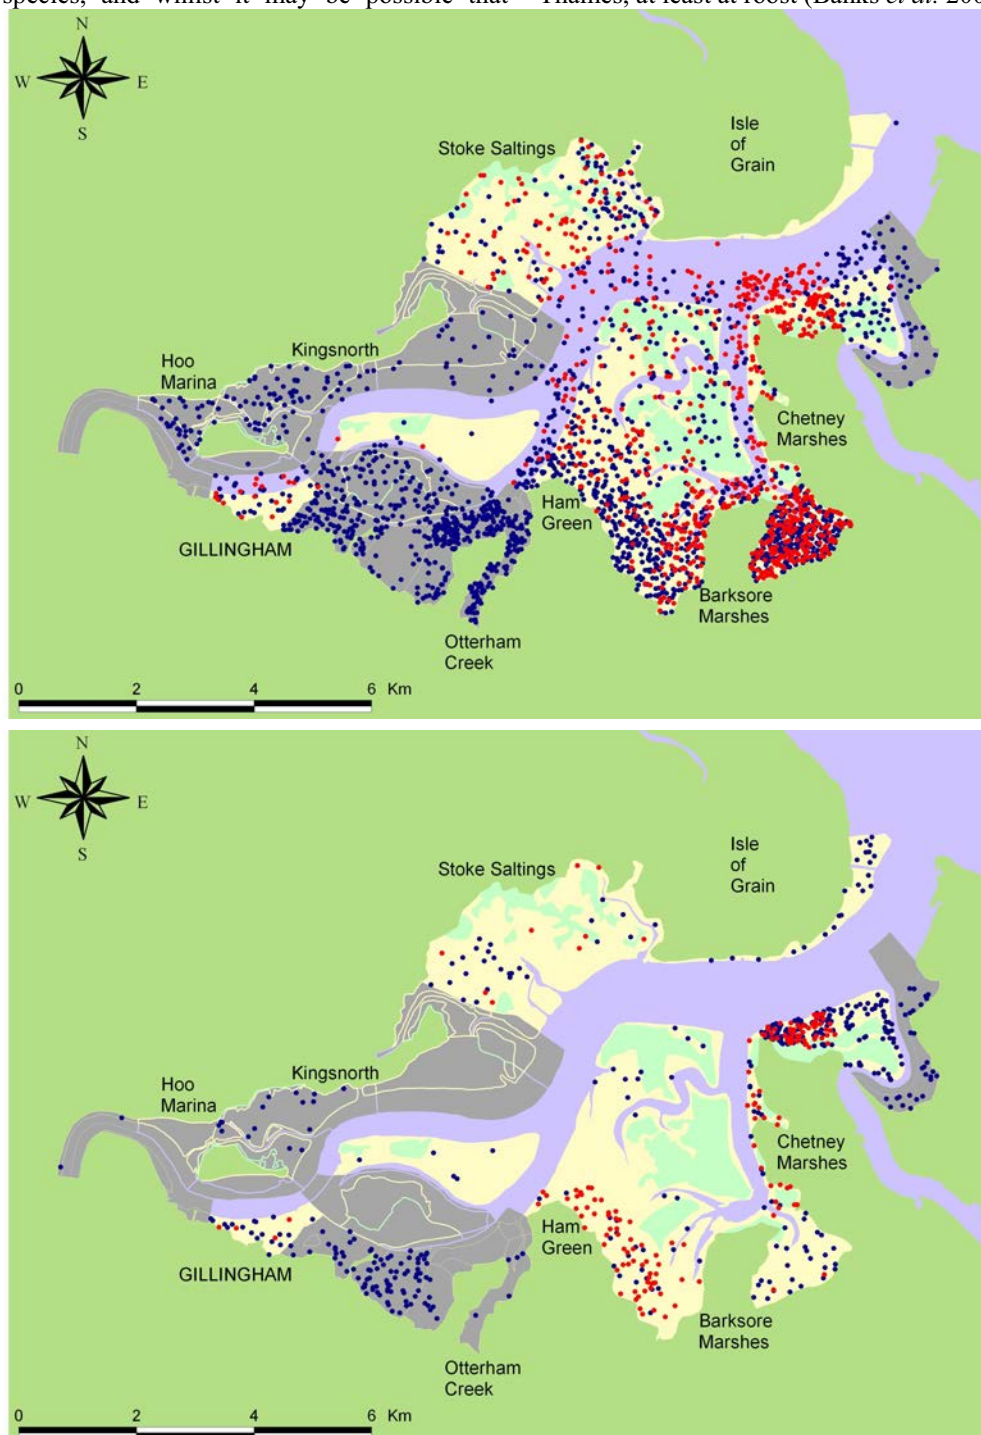 species, and whilst it may be possible that Thames, at least at roost (Banks et al. 200
N
W E
S
Isle
of
Grain
Stoke Saltings
Kingsnorth
Hoo
Marina
Chetney
Marshes
Ham
Green
GILLINGHAM
Barksore
Marshes
Otterham
Creek
0 2 4 6 Km
N
W E
S
Isle
of
Grain
Stoke Saltings
Kingsnorth
Hoo
Marina
Chetney
Marshes
Ham
Green
GILLINGHAM
Barksore
Marshes
Otterham
Creek
0 2 4 6 Km